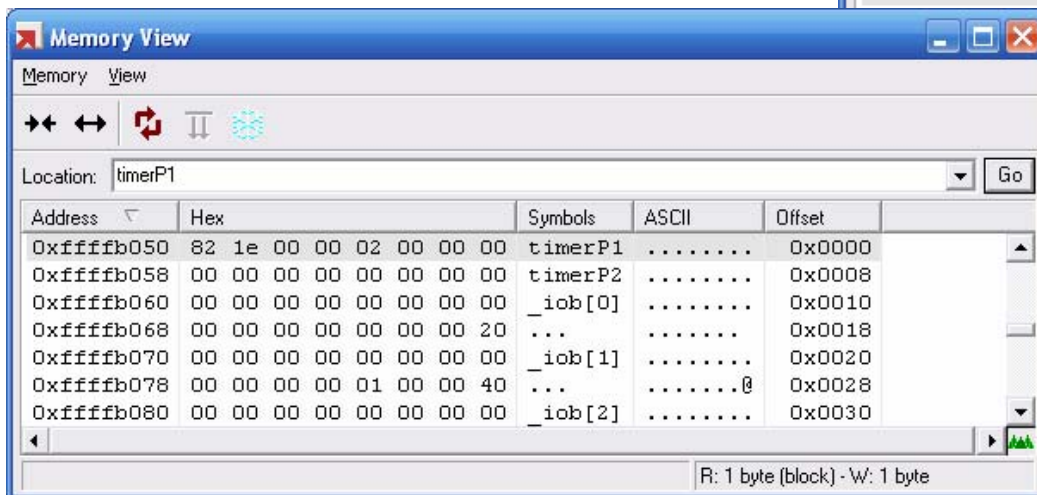 Memory View
Memory View
Location: timerP1 Go
Address Hex Symbols ASCII Offset
0xffffb050 82 1e 00 00 02 00 00 00 timerP1 ........ 0x0000
0xffffb058 00 00 00 00 00 00 00 00 timerP2 ........ 0x0008
0xffffb060 00 00 00 00 00 00 00 00 _iob[0] ........ 0x0010
0xffffb068 00 00 00 00 00 00 00 20 ... ........ 0x0018
0xffffb070 00 00 00 00 00 00 00 00 _iob[1] ........ 0x0020
0xffffb078 00 00 00 00 01 00 00 40 ... .......@ 0x0028
0xffffb080 00 00 00 00 00 00 00 00 _iob[2] ........ 0x0030
R: 1 byte (block) - W: 1 byte